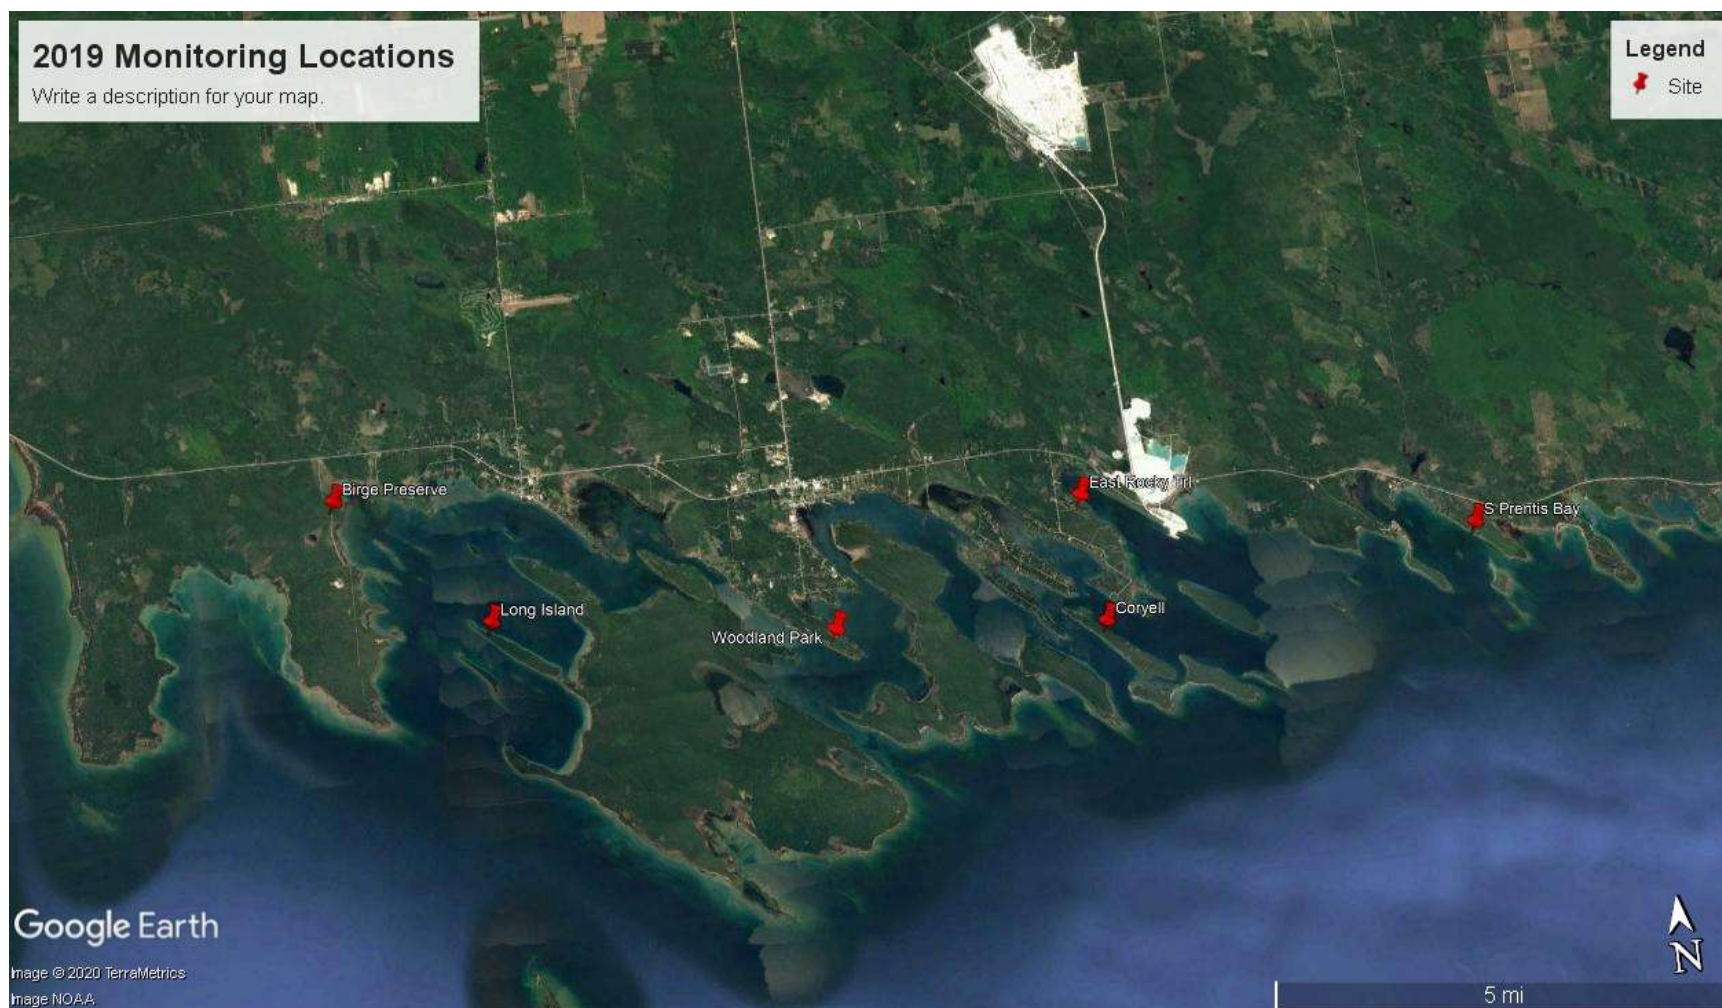 2019 Monitoring Locations
Write a description for your map.
Legend
Site
Birge Preserve
East Rocky Trl
S Prentis Bay
Long Island
Coryell
Woodland Park
Google Earth
N
Image © 2020 TerraMetrics
Image NOAA
5 mi